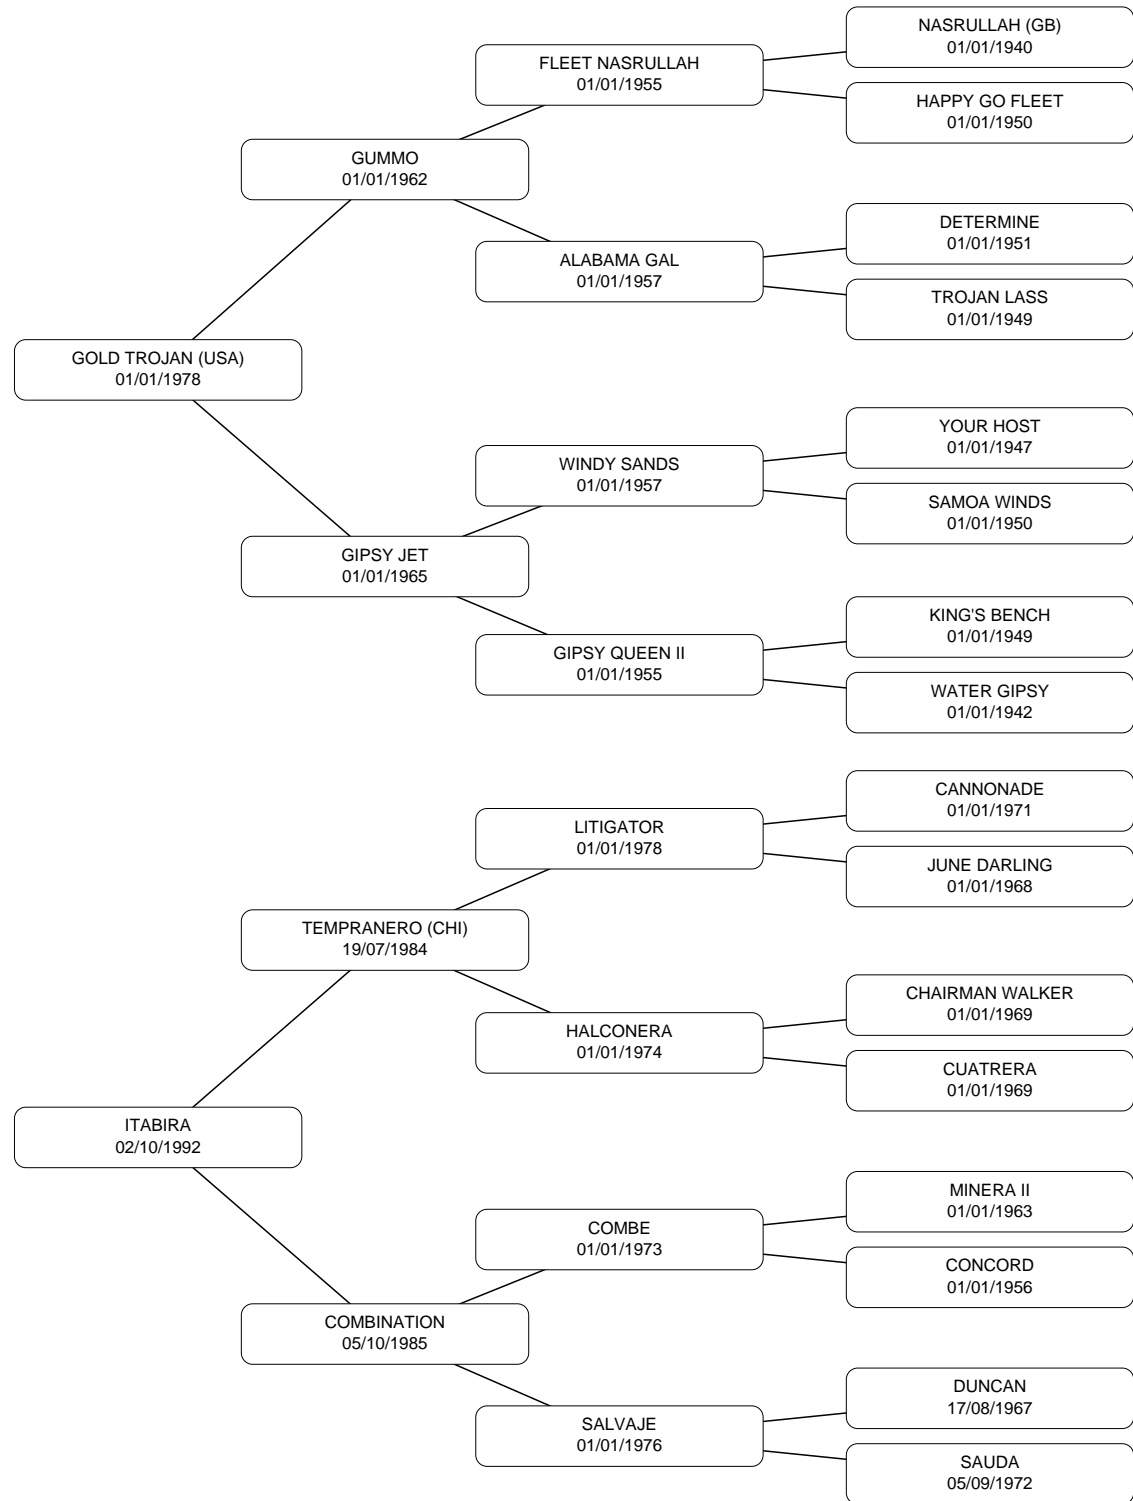 NASRULLAH (GB)
01/01/1940
FLEET NASRULLAH
01/01/1955
HAPPY GO FLEET
01/01/1950
GUMMO
01/01/1962
DETERMINE
01/01/1951
ALABAMA GAL
01/01/1957
TROJAN LASS
01/01/1949
GOLD TROJAN (USA)
01/01/1978
YOUR HOST
01/01/1947
WINDY SANDS
01/01/1957
SAMOA WINDS
01/01/1950
GIPSY JET
01/01/1965
KING'S BENCH
01/01/1949
GIPSY QUEEN II
01/01/1955
WATER GIPSY
01/01/1942
CANNONADE
01/01/1971
LITIGATOR
01/01/1978
JUNE DARLING
01/01/1968
TEMPRANERO (CHI)
19/07/1984
CHAIRMAN WALKER
01/01/1969
HALCONERA
01/01/1974
CUATRERA
01/01/1969
ITABIRA
02/10/1992
MINERA II
01/01/1963
COMBE
01/01/1973
CONCORD
01/01/1956
COMBINATION
05/10/1985
DUNCAN
17/08/1967
SALVAJE
01/01/1976
SAUDA
05/09/1972